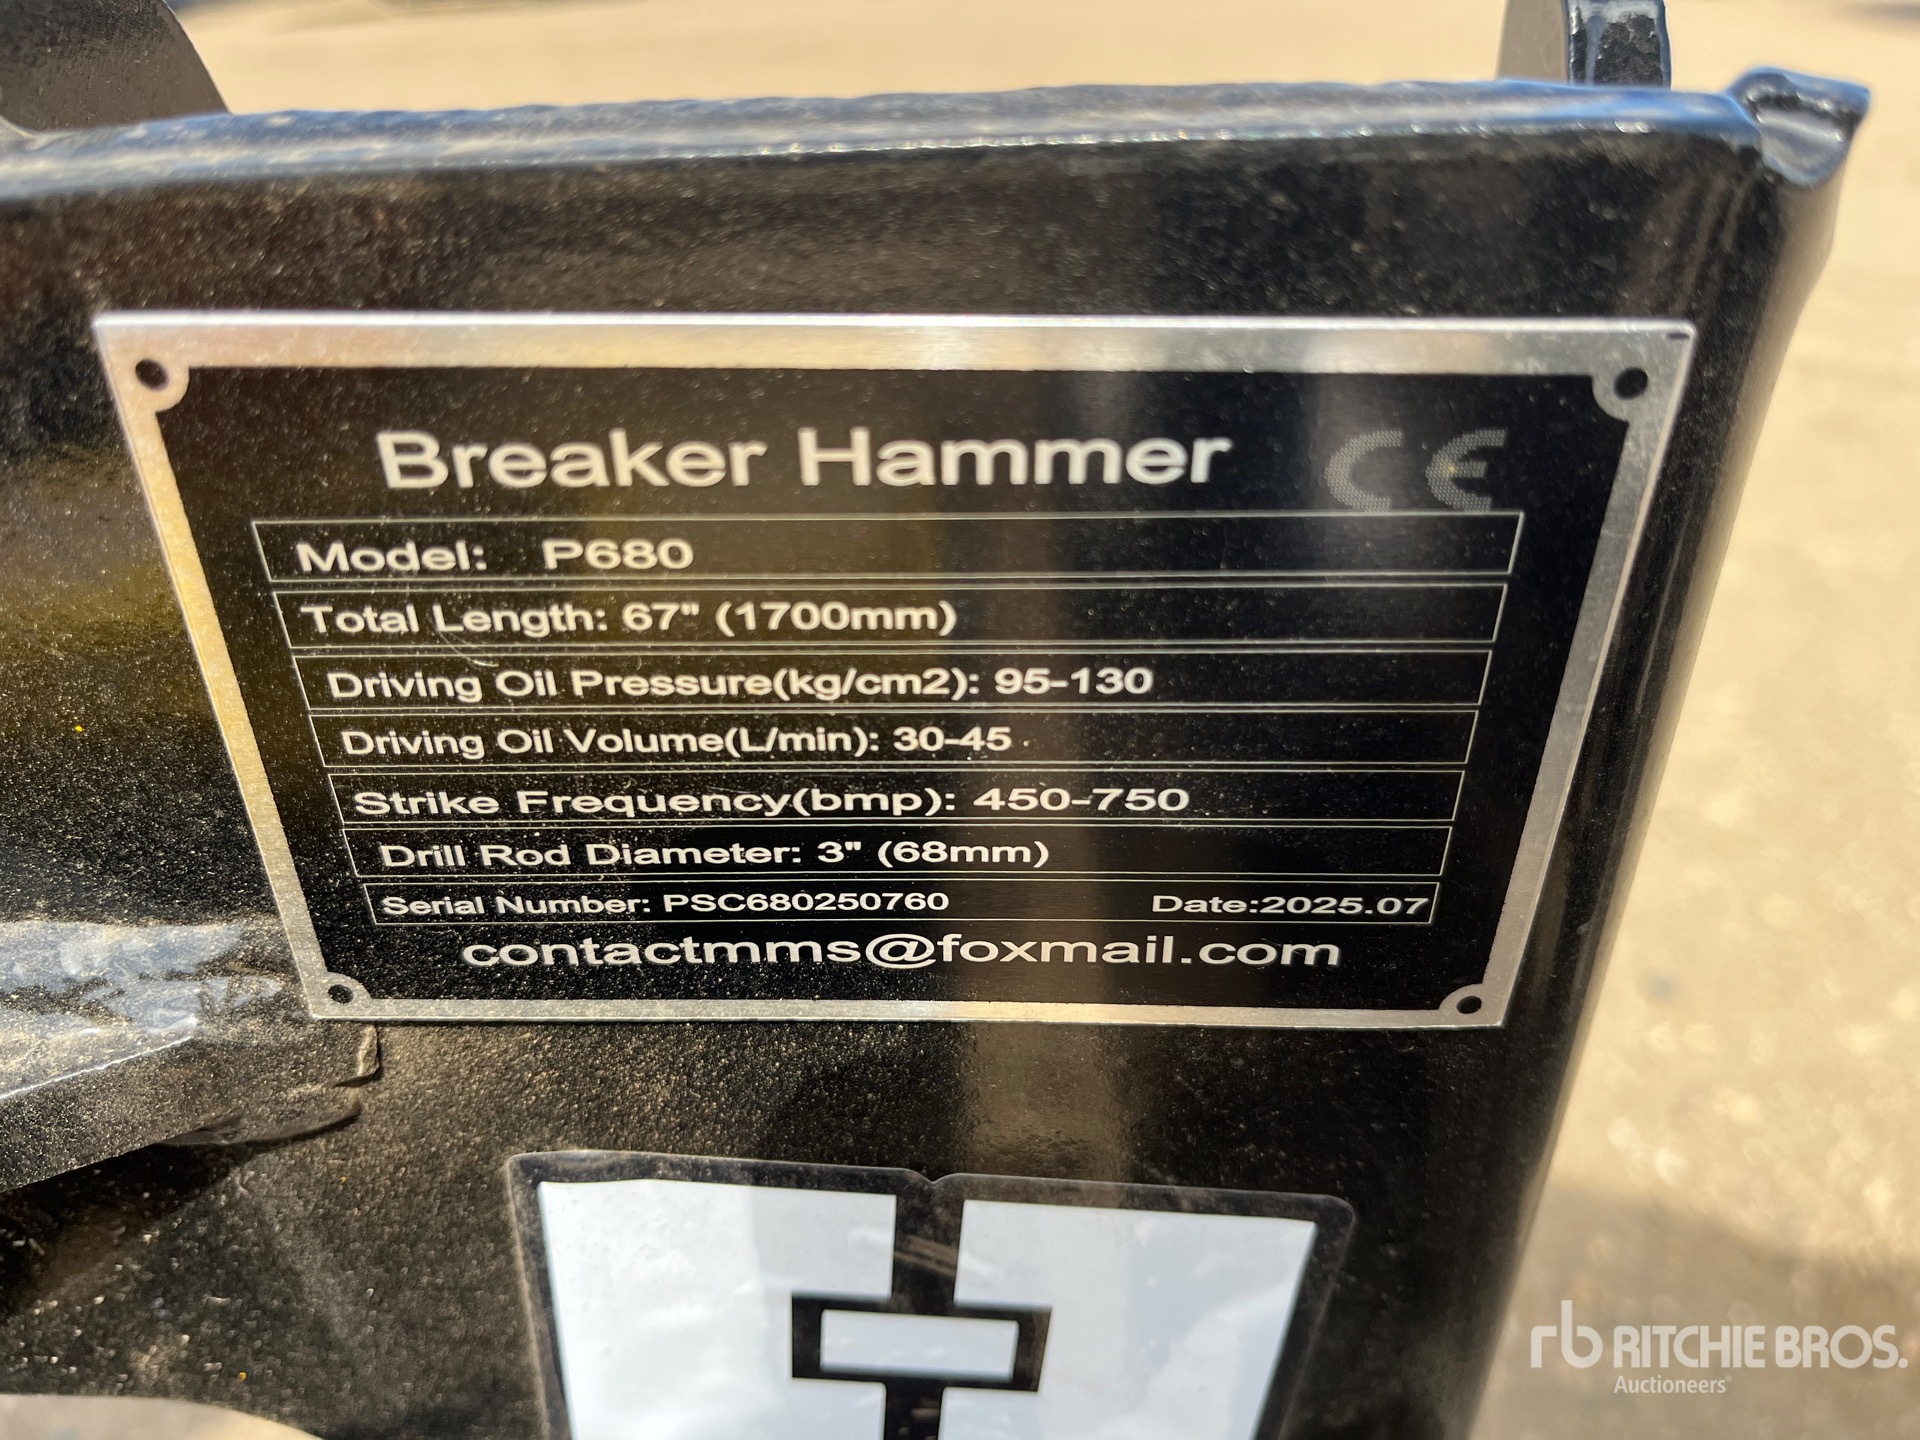 Breaker Hammer CE
Model: P680
Total Length: 67" (1700mm)
Driving Oil Pressure(kg/cm2): 95-130
Driving Oil Volume(L/min): 30-45
Strike Frequency(bmp): 450-750
Drill Rod Diameter: 3" (68mm)
Serial Number: PSC680250760 Date:2025.07
contactmms@foxmail.com
rb RITCHIE BROS.
Auctioneers